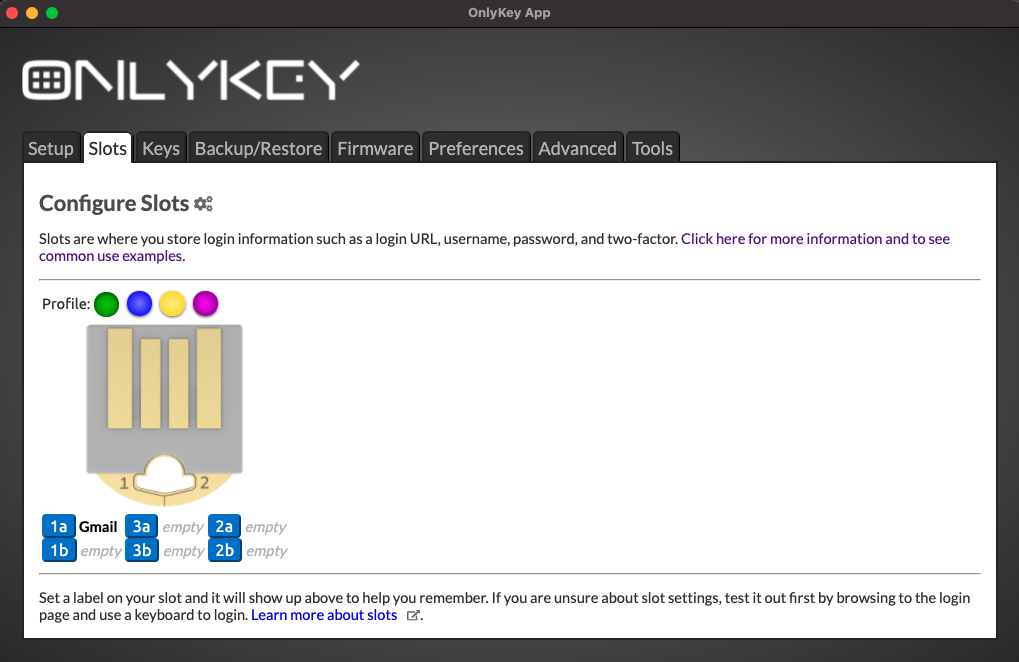 OnlyKey App
ONLYKEY
Setup Slots Keys Backup/Restore Firmware Preferences Advanced Tools
Configure Slots
Slots are where you store login information such as a login URL, username, password, and two-factor. Click here for more information and to see
common use examples.
Profile:
1 2
1a Gmail 3a empty 2a empty
1b empty 3b empty 2b empty
Set a label on your slot and it will show up above to help you remember. If you are unsure about slot settings, test it out first by browsing to the login
page and use a keyboard to login. Learn more about slots .